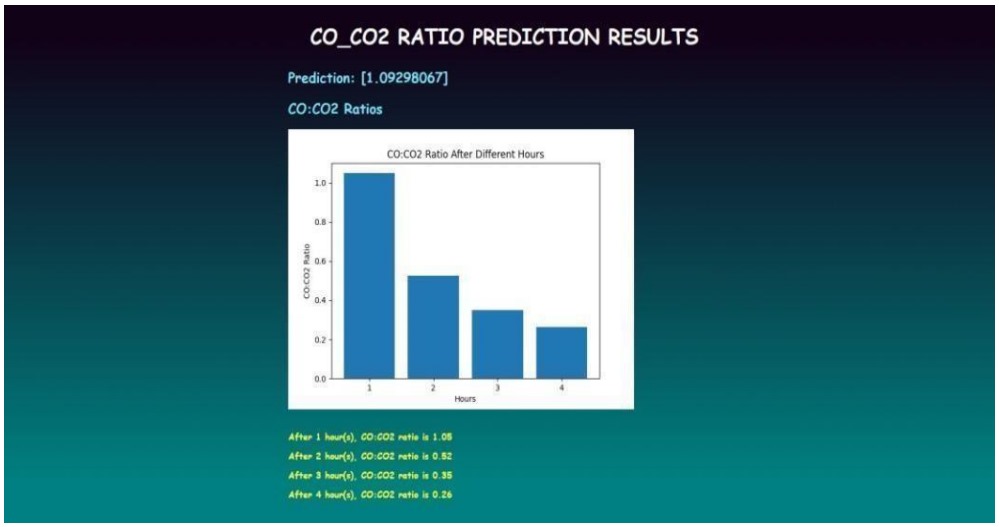 CO_CO2 RATIO PREDICTION RESULTS
Prediction: [1.09298067]
CO:CO2 Ratios
CO:CO2 Ratio After Different Hours
1.0
0.8
0.6
0.4
0.2
0.0
CO:CO2 Ratio
1 2 3 4
Hours
After 1 hour(s), CO:CO2 ratio is 1.05
After 2 hour(s), CO:CO2 ratio is 0.52
After 3 hour(s), CO:CO2 ratio is 0.35
After 4 hour(s), CO:CO2 ratio is 0.26